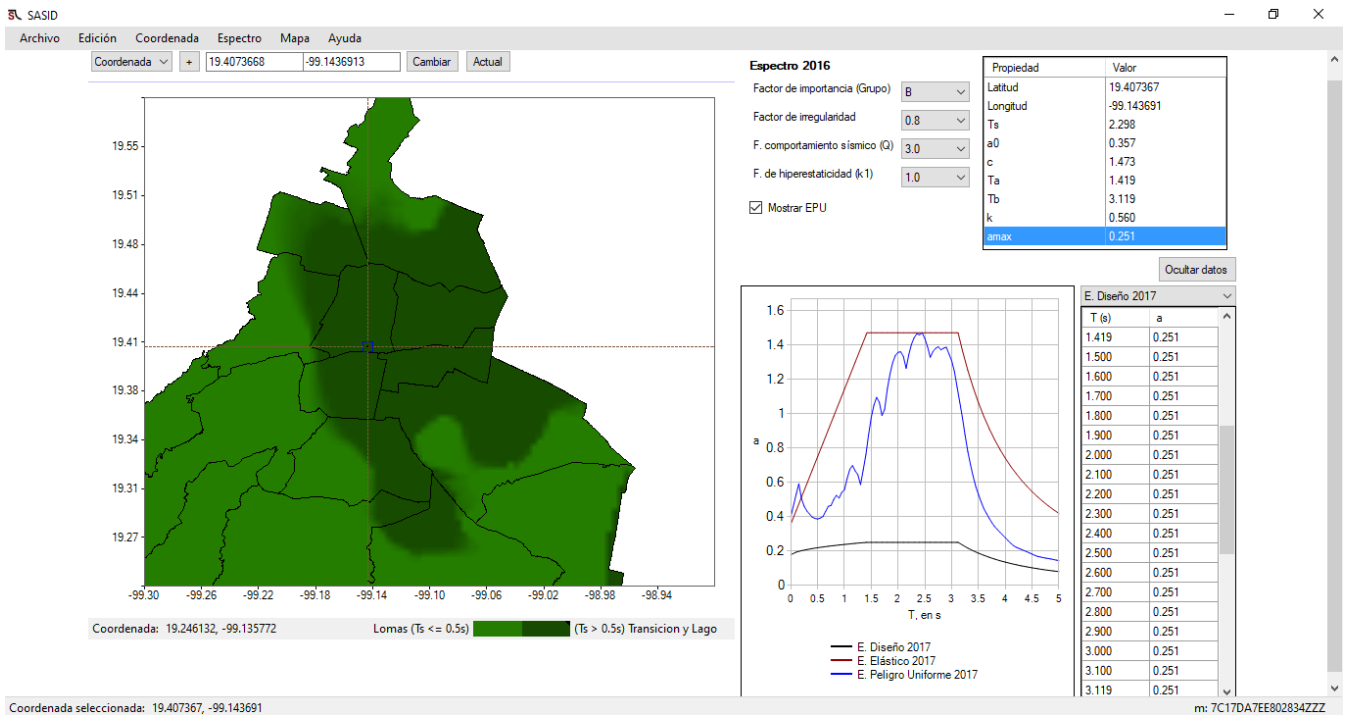 SASID
Archivo Edición Coordenada Espectro Mapa Ayuda
Coordenada + 19.4073668 -99.1436913 Cambiar Actual
19.55
19.51
19.48
19.44
19.41
19.38
19.34
19.31
19.27
-99.30 -99.26 -99.22 -99.18 -99.14 -99.10 -99.06 -99.02 -98.98 -98.94
Coordenada: 19.246132, -99.135772 Lomas (Ts <= 0.5s) (Ts > 0.5s) Transicion y Lago
Espectro 2016
Factor de importancia (Grupo) B
Factor de irregularidad 0.8
F. comportamiento sísmico (Q) 3.0
F. de hiperestaticidad (k1) 1.0
Mostrar EPU
Propiedad Valor
Latitud 19.407367
Longitud -99.143691
Ts 2.298
a0 0.357
c 1.473
Ta 1.419
Tb 3.119
k 0.560
amax 0.251
Ocultar datos
1.6
1.4
1.2
1
0.8
0.6
0.4
0.2
0
a
0 0.5 1 1.5 2 2.5 3 3.5 4 4.5 5
T, en s
E. Diseño 2017
E. Elástico 2017
E. Peligro Uniforme 2017
E. Diseño 2017
T (s) a
1.419 0.251
1.500 0.251
1.600 0.251
1.700 0.251
1.800 0.251
1.900 0.251
2.000 0.251
2.100 0.251
2.200 0.251
2.300 0.251
2.400 0.251
2.500 0.251
2.600 0.251
2.700 0.251
2.800 0.251
2.900 0.251
3.000 0.251
3.100 0.251
3.119 0.251
Coordenada seleccionada: 19.407367, -99.143691 m: 7C17DA7EE802834ZZZ